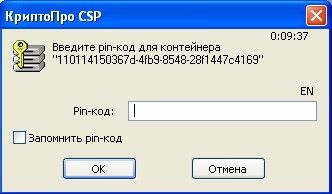 КриптоПро CSP
0:09:37
Введите pin-код для контейнера
"110114150367d-4fb9-8548-28f1447c4169"
EN
Pin-код:
Запомнить pin-код
OK
Отмена